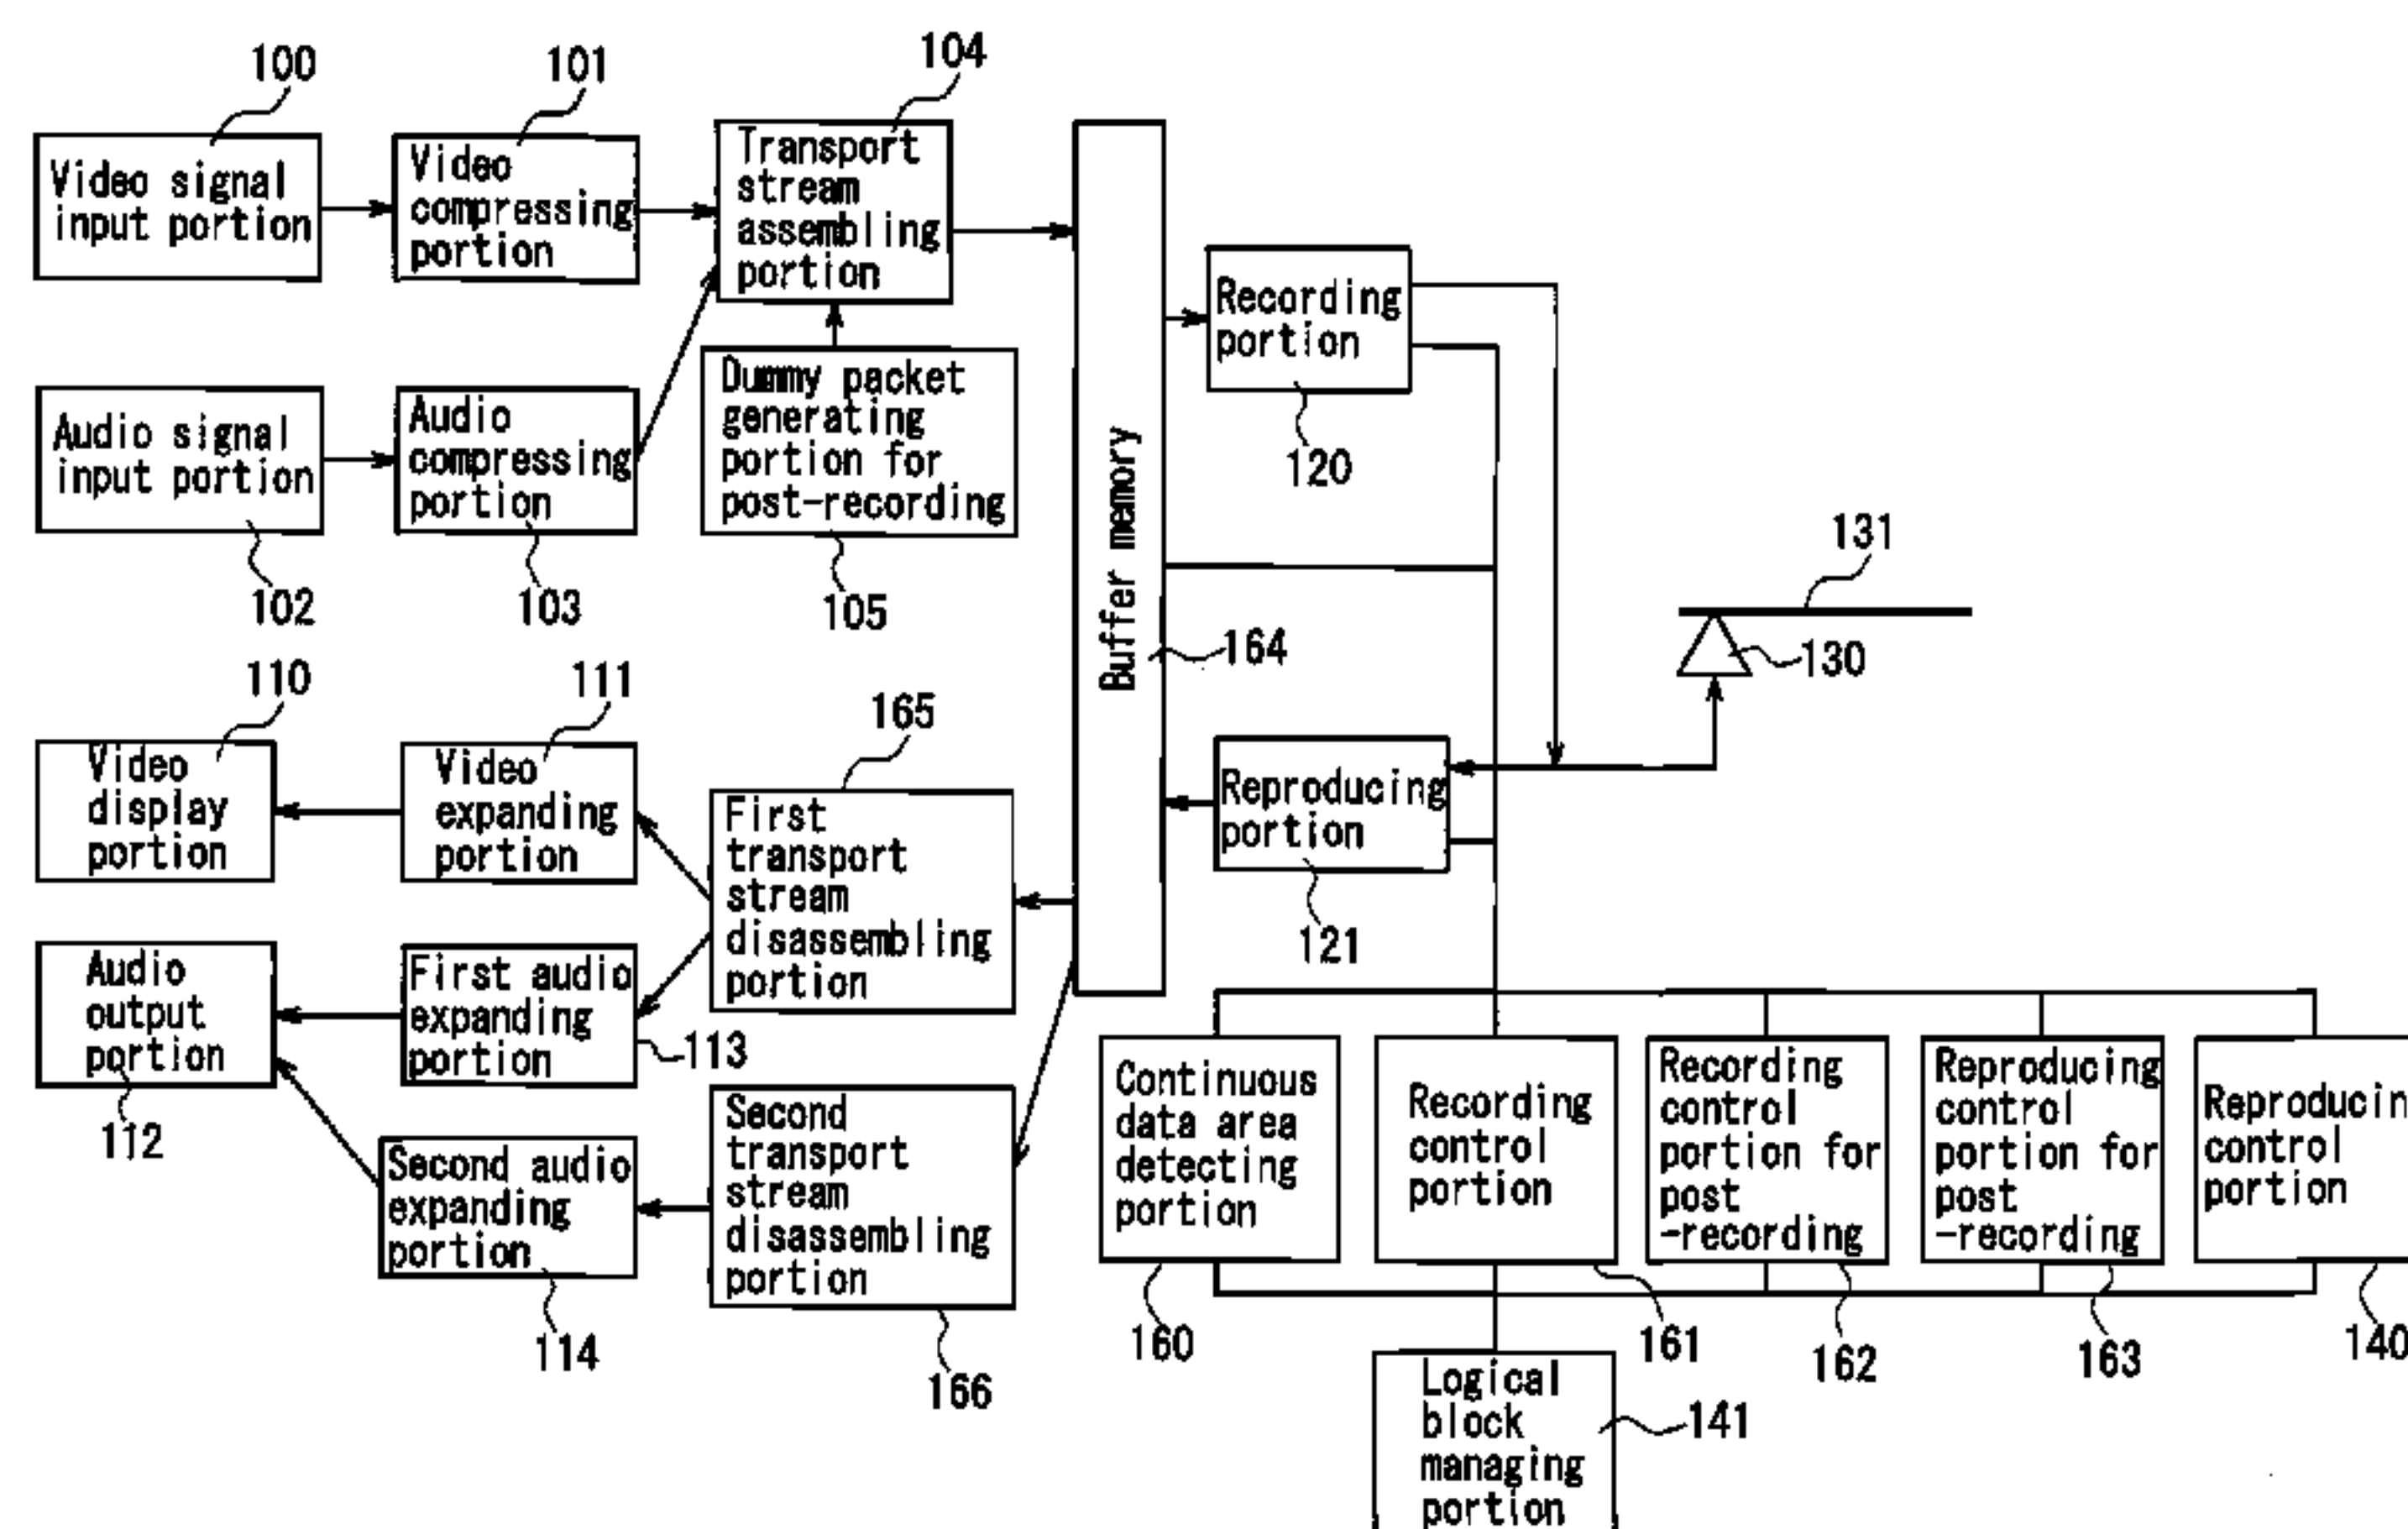 100
101
104
Video signal
input portion
Video
compressing
portion
Transport
stream
assembling
portion
Recording
portion
120
Audio signal
input portion
102
Audio
compressing
portion
103
Dummy packet
generating
portion for
post-recording
105
Buffer memory
164
131
130
110
111
165
Video
display
portion
Video
expanding
portion
First
transport
stream
disassembling
portion
Reproducing
portion
121
Audio
output
portion
112
First audio
expanding
portion
113
Second audio
expanding
portion
114
Second
transport
stream
disassembling
portion
166
Continuous
data area
detecting
portion
160
Recording
control
portion
161
Recording
control
portion for
post
-recording
162
Reproducing
control
portion for
post
-recording
163
Reproducin
control
portion
140
Logical
block
managing
portion
141